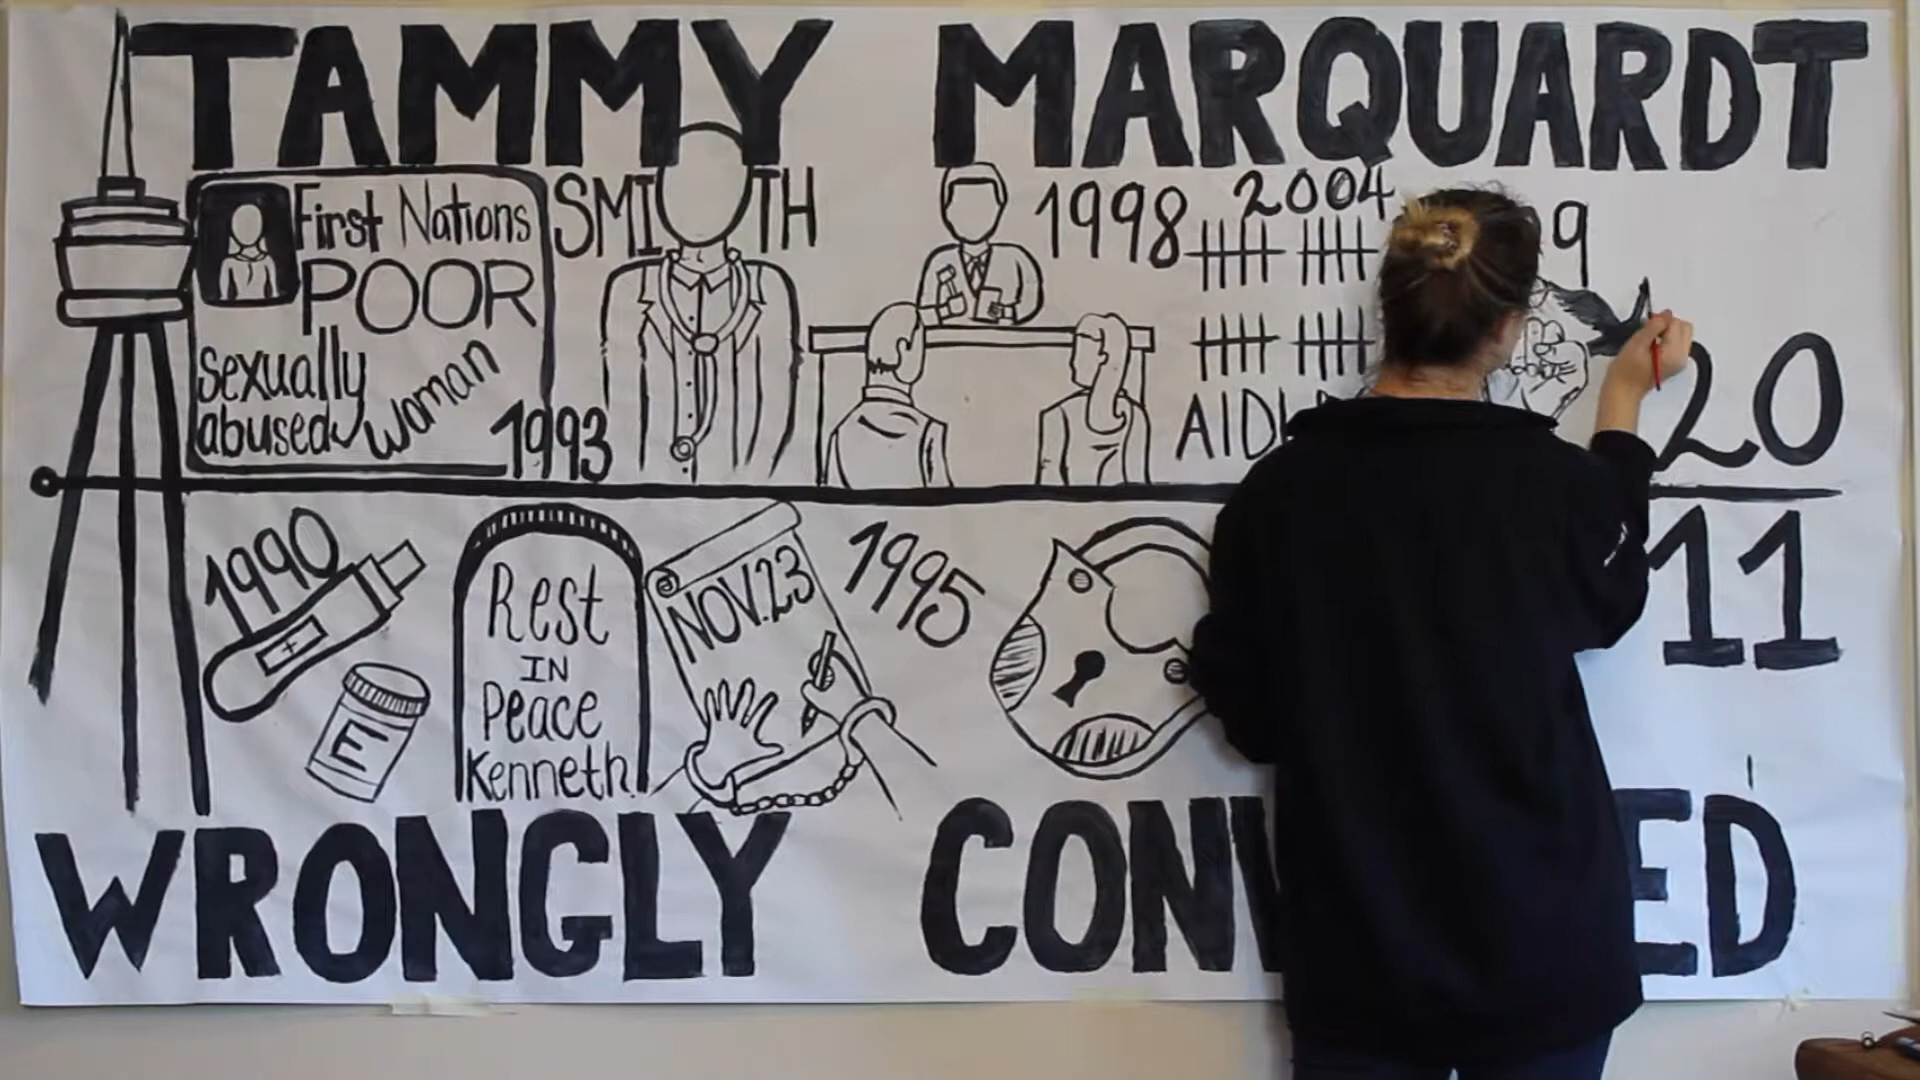 TAMMY MARQUARDT
First Nations
POOR
sexually
abused woman
1993
SMITH
1998
2004
9
20
11
1990
+
E
Rest
IN
Peace
Kenneth
NOV.23
1995
WRONGLY